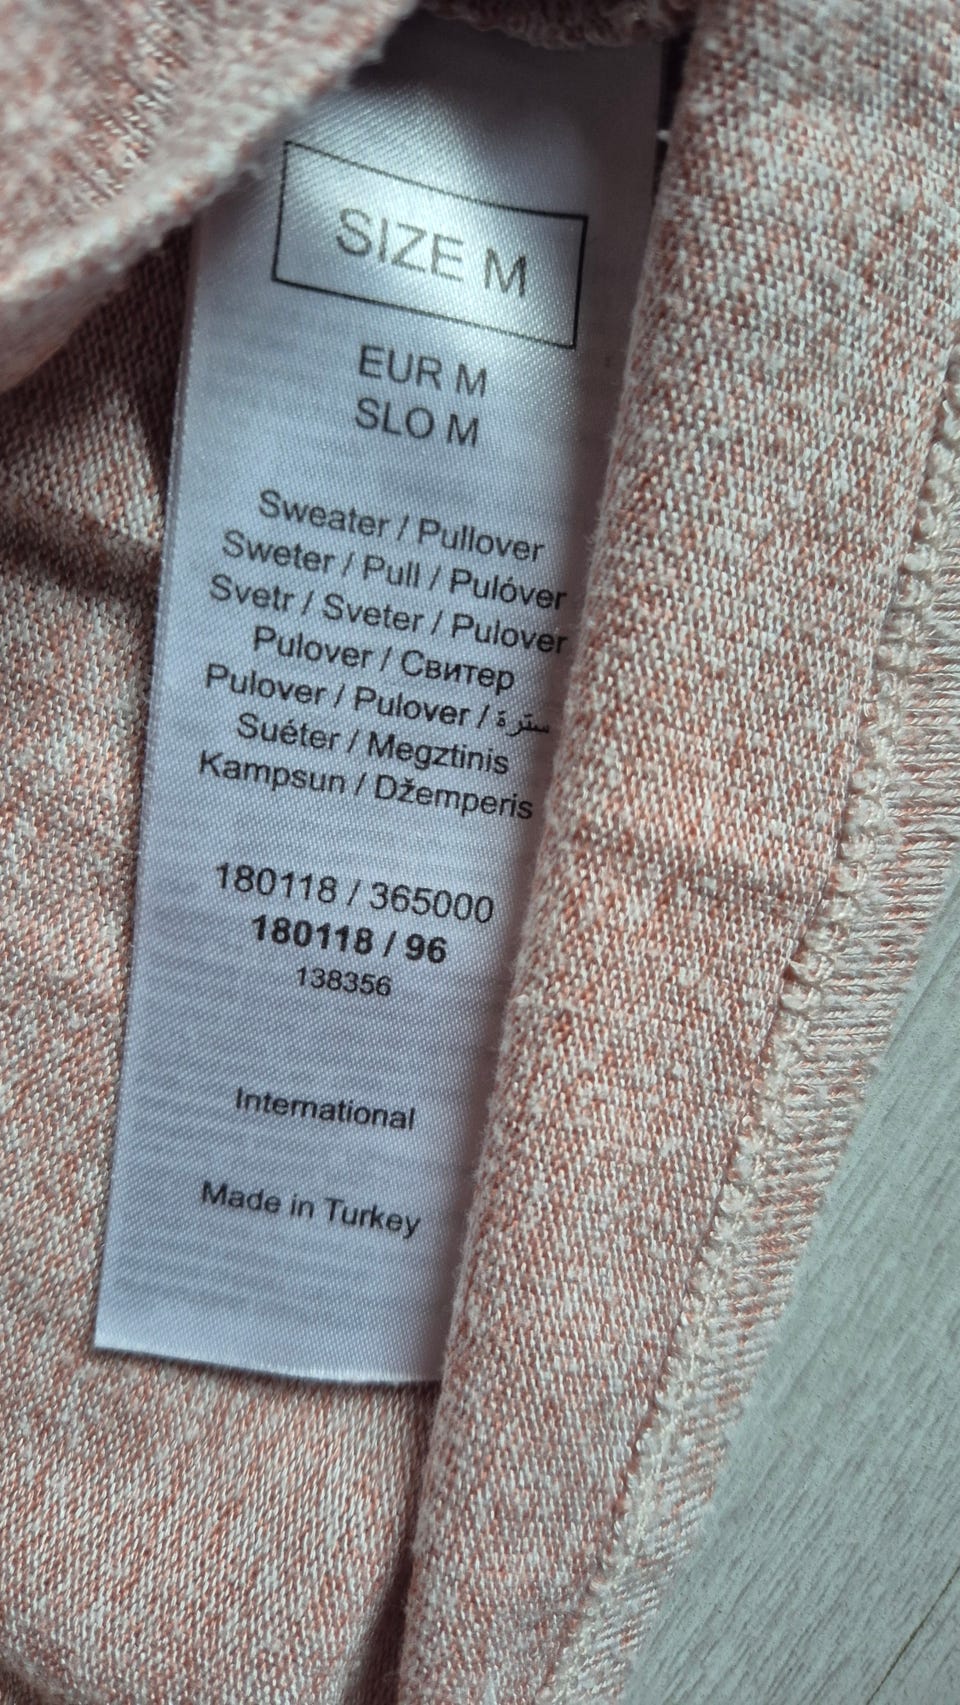 SIZE M
EUR M
SLO M
Sweater / Pullover
Sweter / Pull / Pulóver
Svetr / Sveter / Pulover
Pulover / Свитер
Pulover / Pulover / سترة
Suéter / Megztinis
Kampsun / Džemperis
180118 / 365000
180118 / 96
138356
International
Made in Turkey